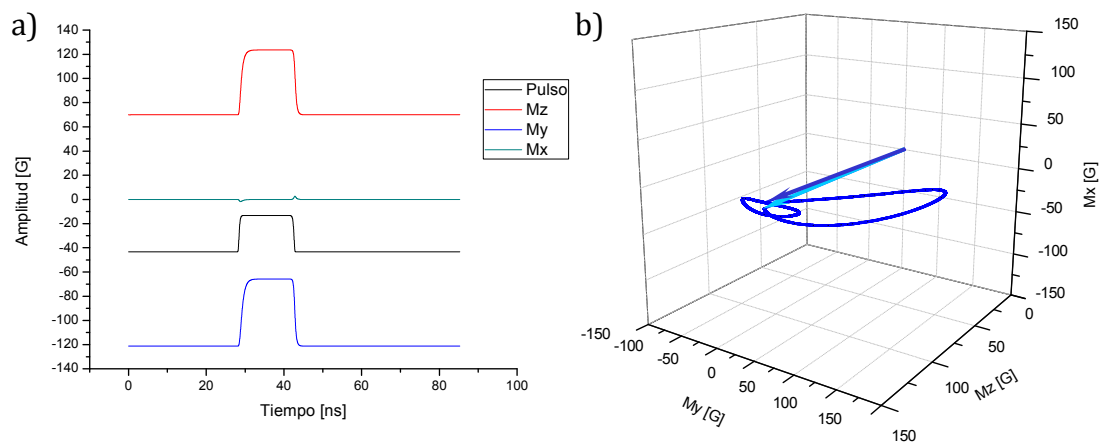 a)
140
120
100
80
60
40
20
0
-20
-40
-60
-80
-100
-120
-140
Amplitud [G]
0 20 40 60 80 100
Tiempo [ns]
Pulso
Mz
My
Mx
b)
150
100
50
0
-50
-100
-150
Mx [G]
-150 -100 -50 0 50 100 150
My [G]
0
50
100
150
Mz [G]